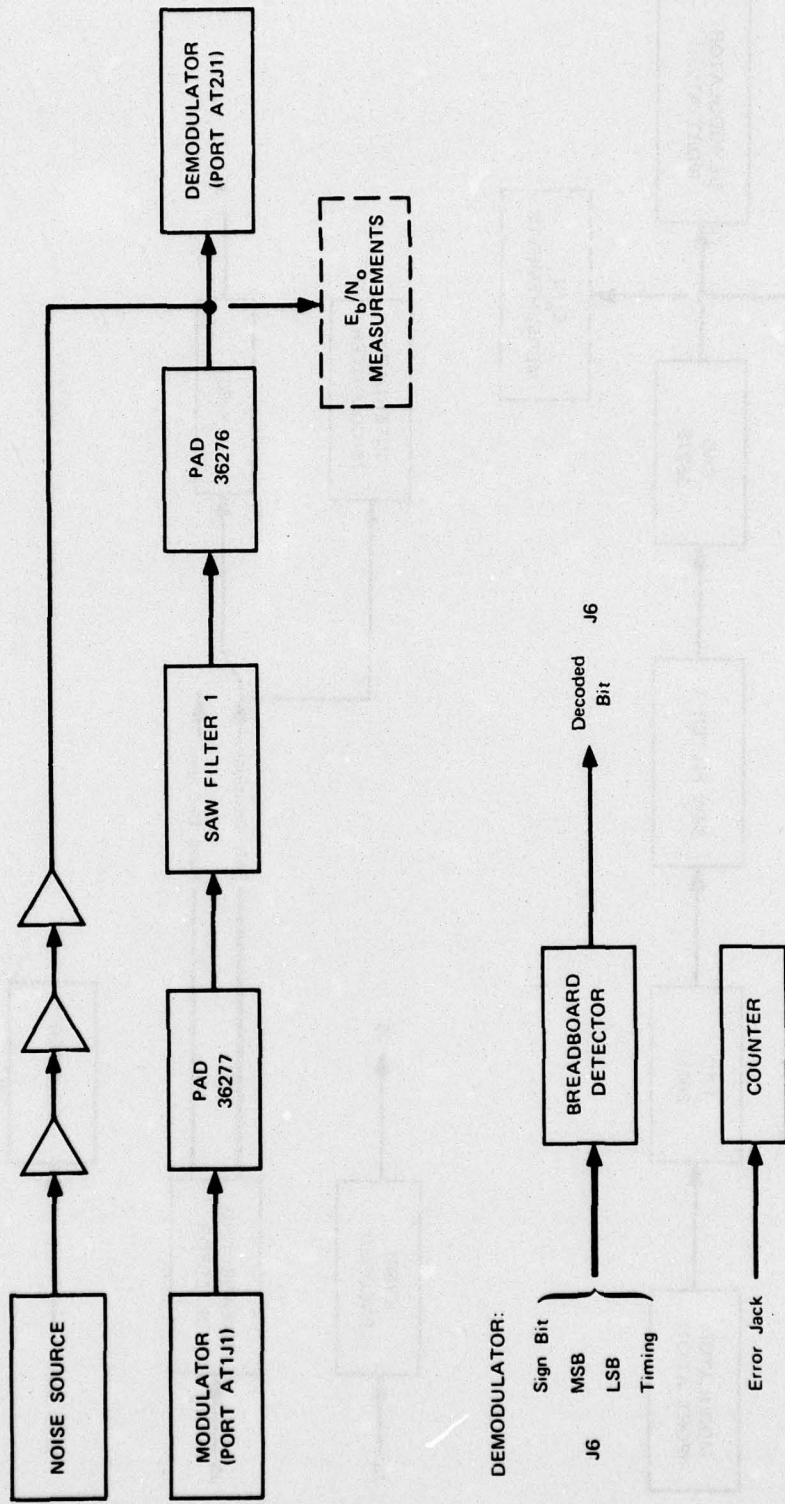 NOISE SOURCE
MODULATOR
(PORT AT1J1)
PAD
36277
SAW FILTER 1
PAD
36276
DEMODULATOR
(PORT AT2J1)
Eb/No
MEASUREMENTS
DEMODULATOR:
Sign Bit
MSB
J6
LSB
Timing
BREADBOARD
DETECTOR
Decoded
Bit
J6
Error Jack
COUNTER